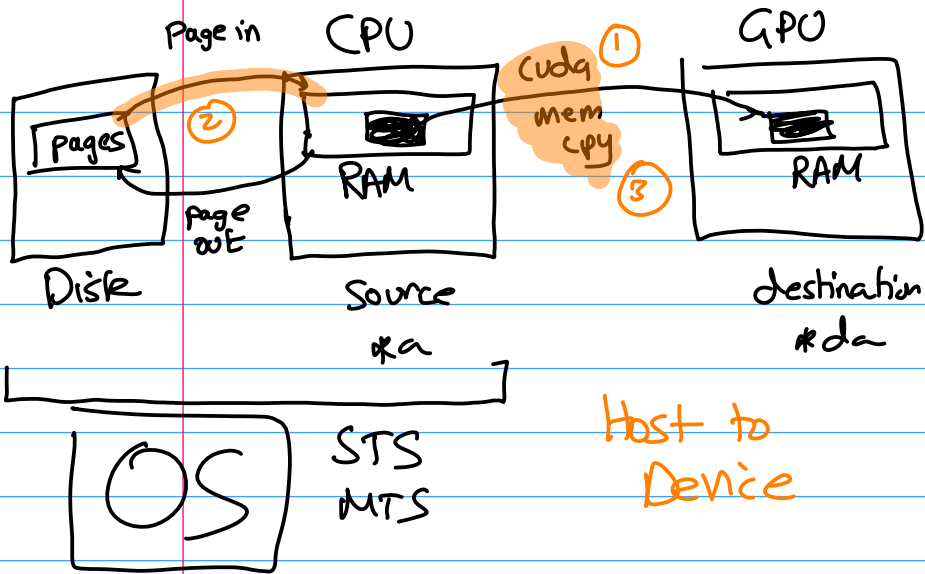 Page in
CPU
GPU
cuda
1
mem
cpy
3
2
pages
RAM
RAM
page
out
Disk
source
*a
destination
*da
OS
STS
MTS
Host to
Device